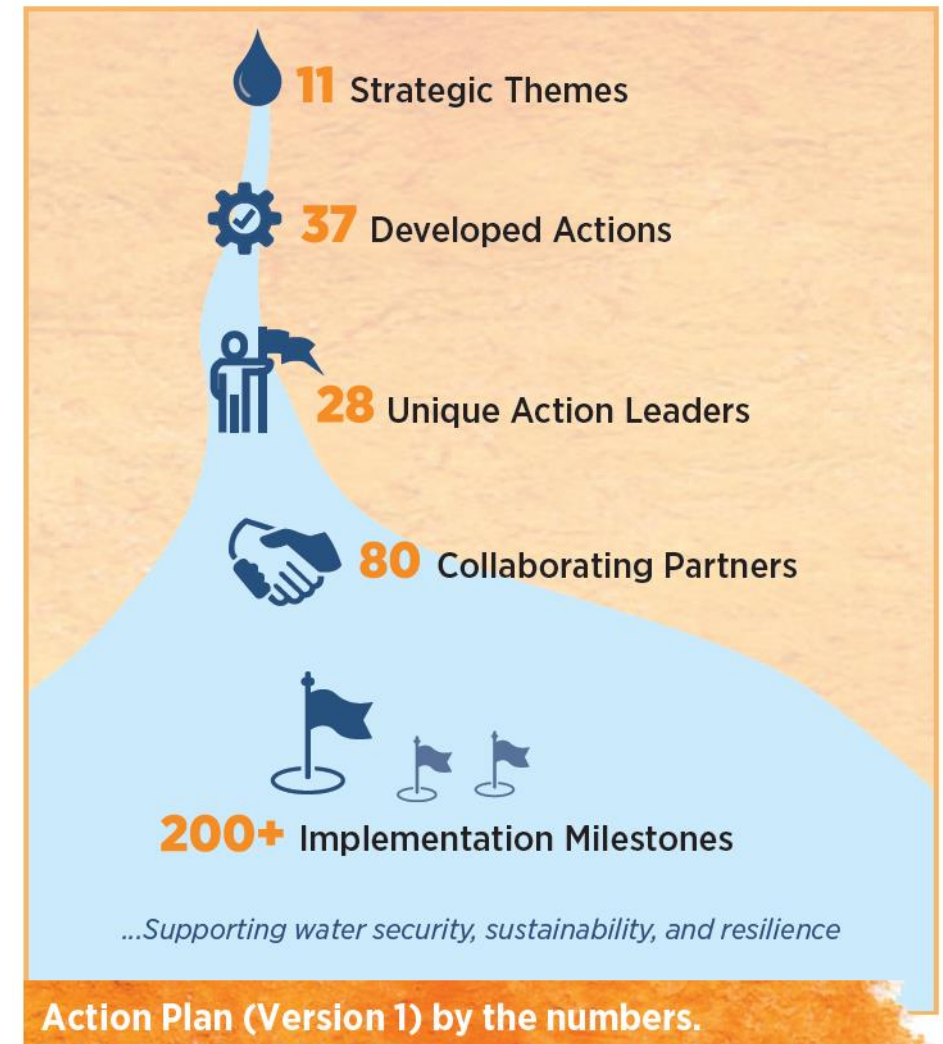 11 Strategic Themes
37 Developed Actions
28 Unique Action Leaders
80 Collaborating Partners
200+ Implementation Milestones
...Supporting water security, sustainability, and resilience
Action Plan (Version 1) by the numbers.